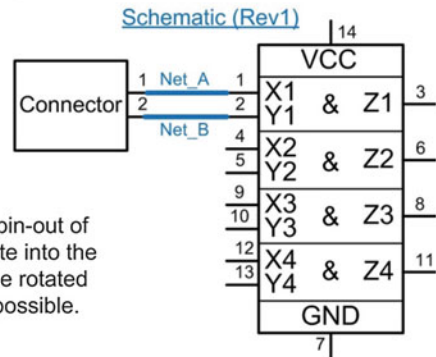 Schematic (Rev1)
14
VCC
Connector
1 Net_A 1
2 2
Net_B
X1
Y1 & Z1 3
4
5
X2
Y2 & Z2 6
9
10
X3
Y3 & Z3 8
12
13
X4
Y4 & Z4 11
GND
7
pin-out of
te into the
e rotated
possible.